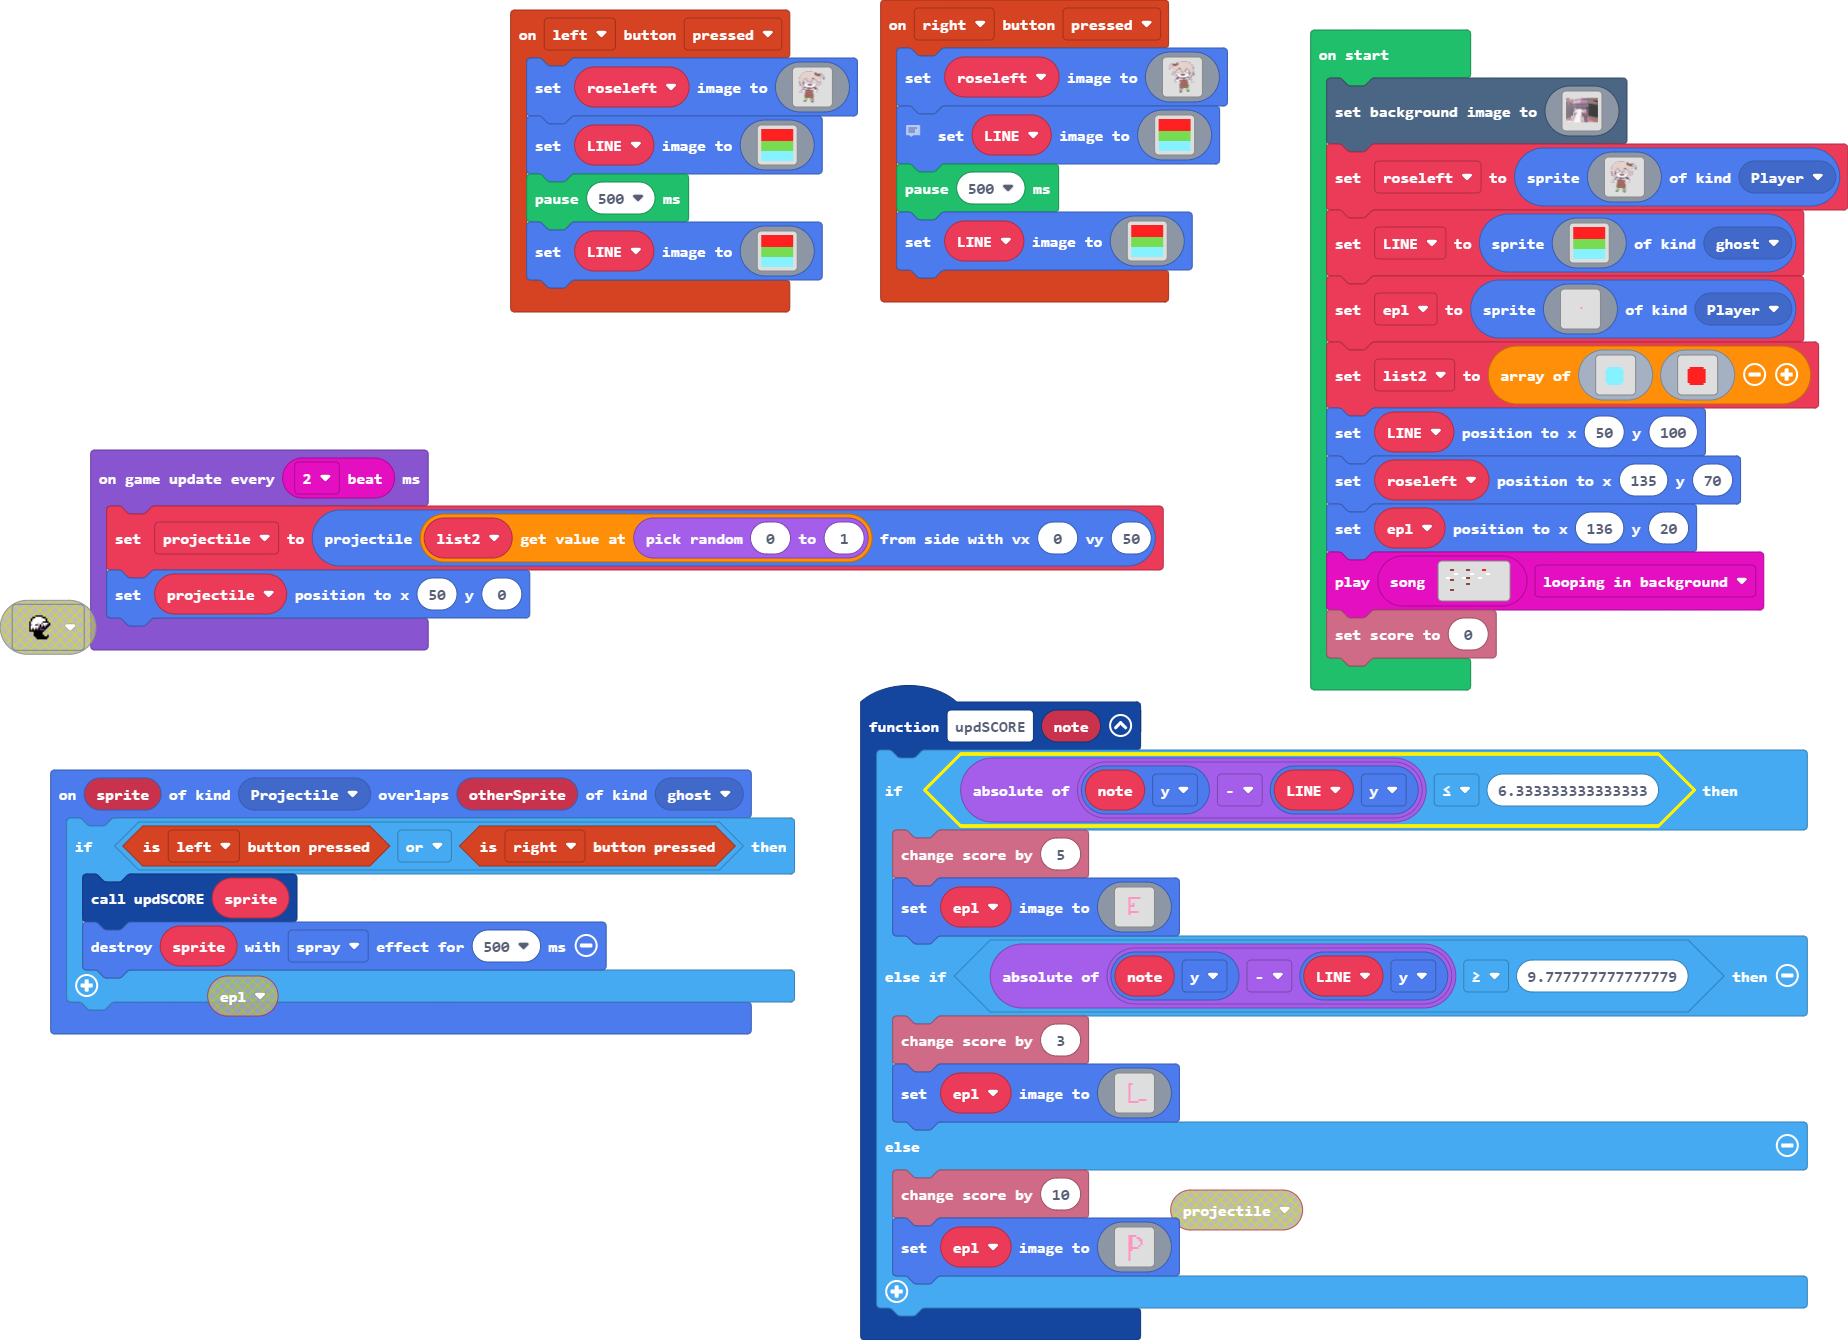 on left button pressed
set roseleft image to
set LINE image to
pause 500 ms
set LINE image to
on right button pressed
set roseleft image to
set LINE image to
pause 500 ms
set LINE image to
on start
set background image to
set roseleft to sprite of kind Player
set LINE to sprite of kind ghost
set epl to sprite of kind Player
set list2 to array of
set LINE position to x 50 y 100
set roseleft position to x 135 y 70
set epl position to x 136 y 20
play song looping in background
set score to 0
on game update every 2 beat ms
set projectile to projectile list2 get value at pick random 0 to 1 from side with vx 0 vy 50
set projectile position to x 50 y 0
on sprite of kind Projectile overlaps otherSprite of kind ghost
if is left button pressed or is right button pressed then
call updSCORE sprite
destroy sprite with spray effect for 500 ms
epl
function updSCORE note
if absolute of note y - LINE y ≤ 6.333333333333333 then
change score by 5
set epl image to E
else if absolute of note y - LINE y ≥ 9.777777777777779 then
change score by 3
set epl image to L
else
change score by 10
projectile
set epl image to P